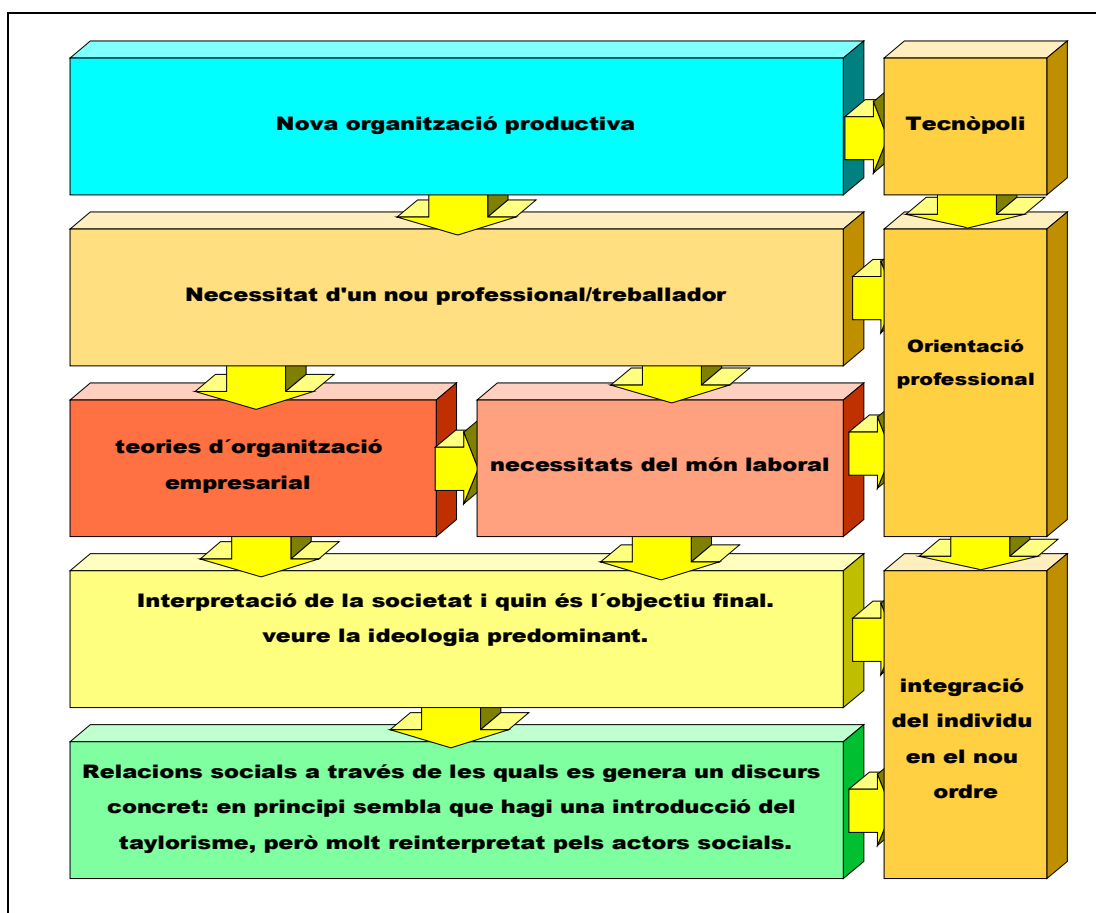 Nova organització productiva
Tecnòpoli
Necessitat d'un nou professional/treballador
Orientació
professional
teories d´organització
empresarial
necessitats del món laboral
Interpretació de la societat i quin és l´objectiu final.
veure la ideologia predominant.
integració
del individu
en el nou
ordre
Relacions socials a través de les quals es genera un discurs
concret: en principi sembla que hagi una introducció del
taylorisme, però molt reinterpretat pels actors socials.